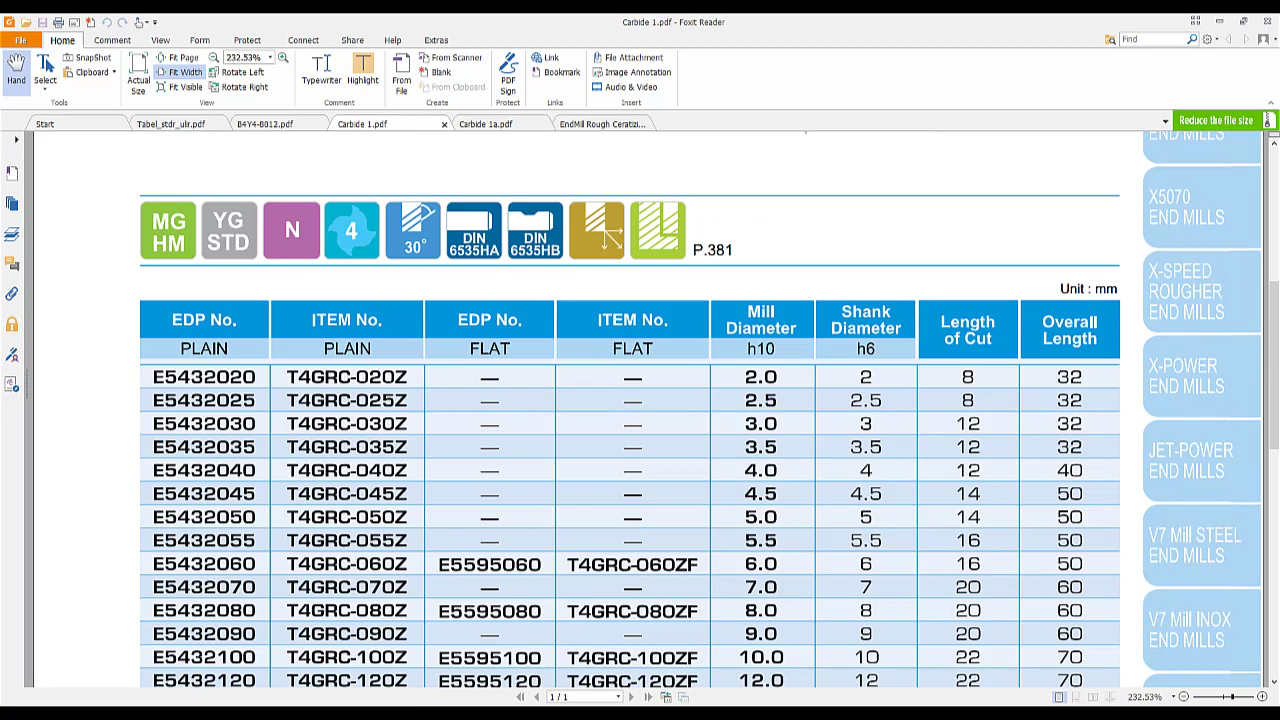 Carbide 1.pdf - Foxit Reader
File Home Comment View Form Protect Connect Share Help Extras
Find
Hand
Select
SnapShot
Clipboard
Tools
Actual Size
Fit Page
Fit Width
Fit Visible
232.53%
Rotate Left
Rotate Right
View
Typewriter
Highlight
Comment
From File
From Scanner
Blank
From Clipboard
Create
PDF Sign
Protect
Link
Bookmark
Links
File Attachment
Image Annotation
Audio & Video
Insert
Start Tabel_stdr_ulir.pdf B4Y4-8012.pdf Carbide 1.pdf Carbide 1a.pdf EndMill Rough Ceratizi...
Reduce the file size
MG HM
YG STD
N
4
30°
DIN 6535HA
DIN 6535HB
P.381
Unit : mm
EDP No. ITEM No. EDP No. ITEM No. Mill Diameter Shank Diameter Length of Cut Overall Length
PLAIN PLAIN FLAT FLAT h10 h6
E5432020 T4GRC-020Z — — 2.0 2 8 32
E5432025 T4GRC-025Z — — 2.5 2.5 8 32
E5432030 T4GRC-030Z — — 3.0 3 12 32
E5432035 T4GRC-035Z — — 3.5 3.5 12 32
E5432040 T4GRC-040Z — — 4.0 4 12 40
E5432045 T4GRC-045Z — — 4.5 4.5 14 50
E5432050 T4GRC-050Z — — 5.0 5 14 50
E5432055 T4GRC-055Z — — 5.5 5.5 16 50
E5432060 T4GRC-060Z E5595060 T4GRC-060ZF 6.0 6 16 50
E5432070 T4GRC-070Z — — 7.0 7 20 60
E5432080 T4GRC-080Z E5595080 T4GRC-080ZF 8.0 8 20 60
E5432090 T4GRC-090Z — — 9.0 9 20 60
E5432100 T4GRC-100Z E5595100 T4GRC-100ZF 10.0 10 22 70
E5432120 T4GRC-120Z E5595120 T4GRC-120ZF 12.0 12 22 70
END MILLS
X5070
END MILLS
X-SPEED
ROUGHER
END MILLS
X-POWER
END MILLS
JET-POWER
END MILLS
V7 Mill STEEL
END MILLS
V7 Mill INOX
END MILLS
1 / 1
232.53%